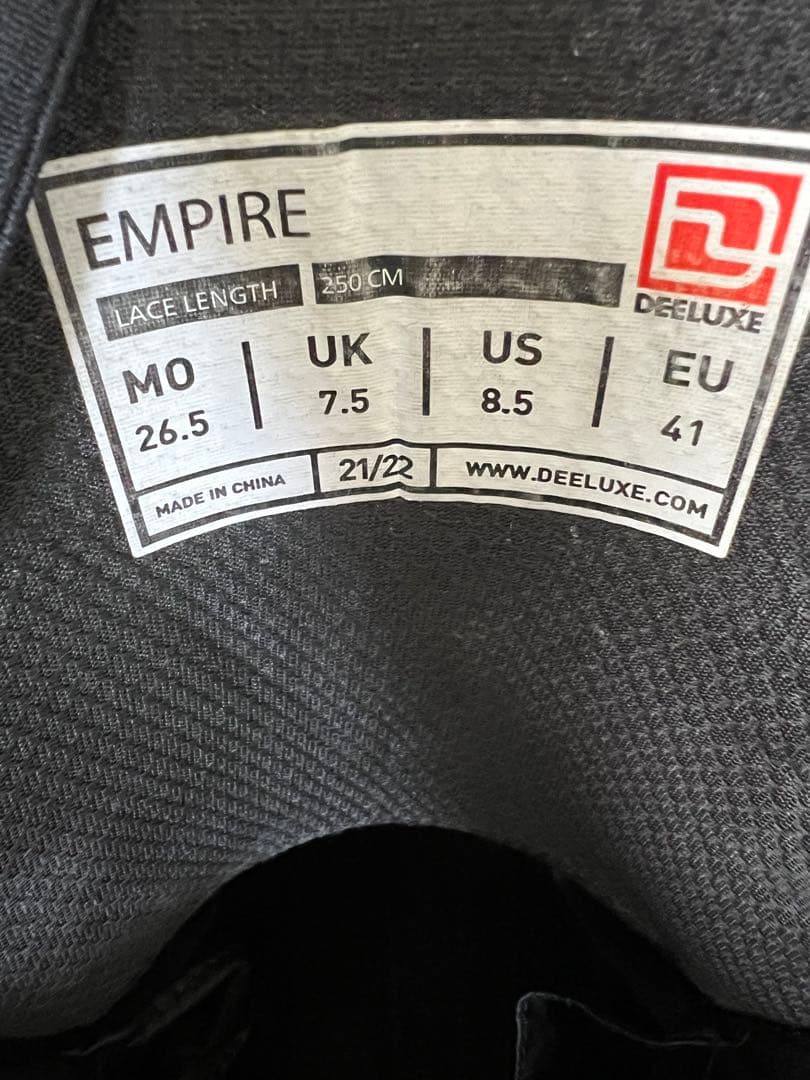 EMPIRE
LACE LENGTH 250 CM
DEELUXE
MO UK US EU
26.5 7.5 8.5 41
MADE IN CHINA 21/22 WWW.DEELUXE.COM